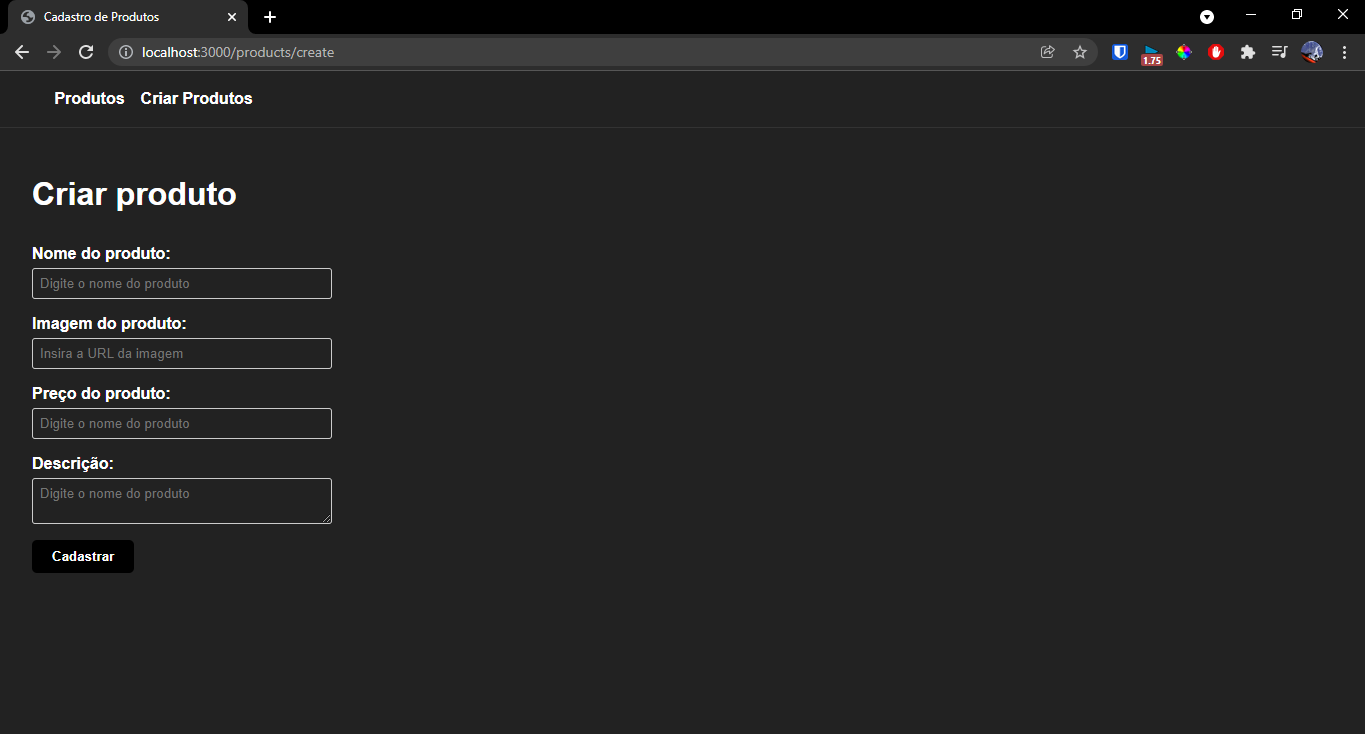 Cadastro de Produtos
localhost:3000/products/create
1.75
Produtos Criar Produtos
Criar produto
Nome do produto:
Digite o nome do produto
Imagem do produto:
Insira a URL da imagem
Preço do produto:
Digite o nome do produto
Descrição:
Digite o nome do produto
Cadastrar